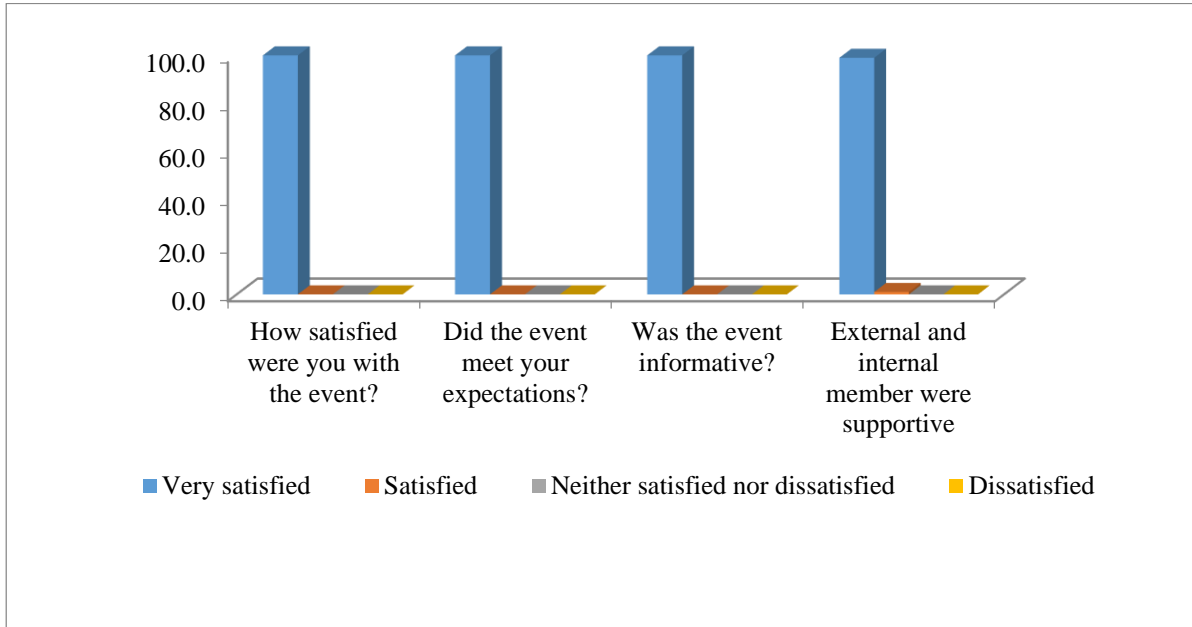 100.0
80.0
60.0
40.0
20.0
0.0
How satisfied
were you with
the event?
Did the event
meet your
expectations?
Was the event
informative?
External and
internal
member were
supportive
Very satisfied
Satisfied
Neither satisfied nor dissatisfied
Dissatisfied